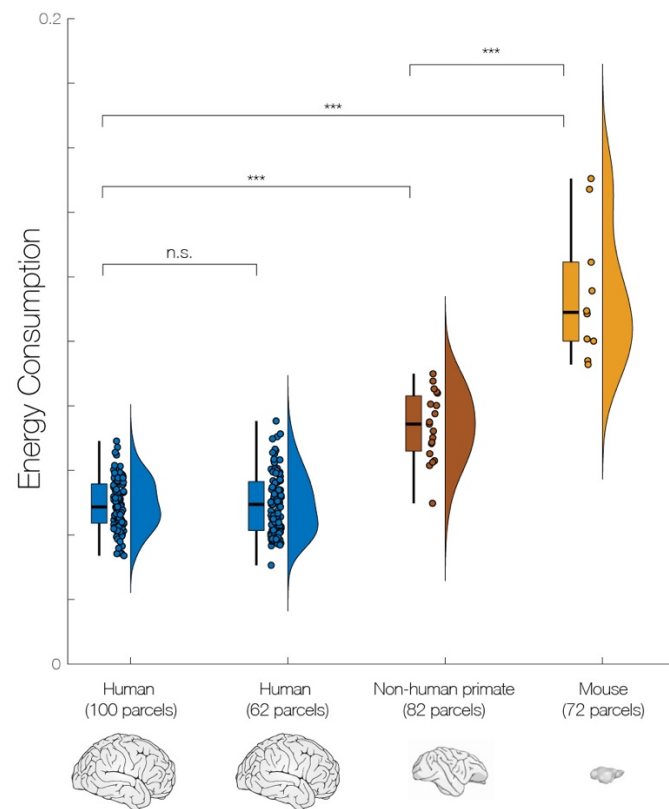 0.2
***
***
***
n.s.
Energy Consumption
0
Human
(100 parcels)
Human
(62 parcels)
Non-human primate
(82 parcels)
Mouse
(72 parcels)